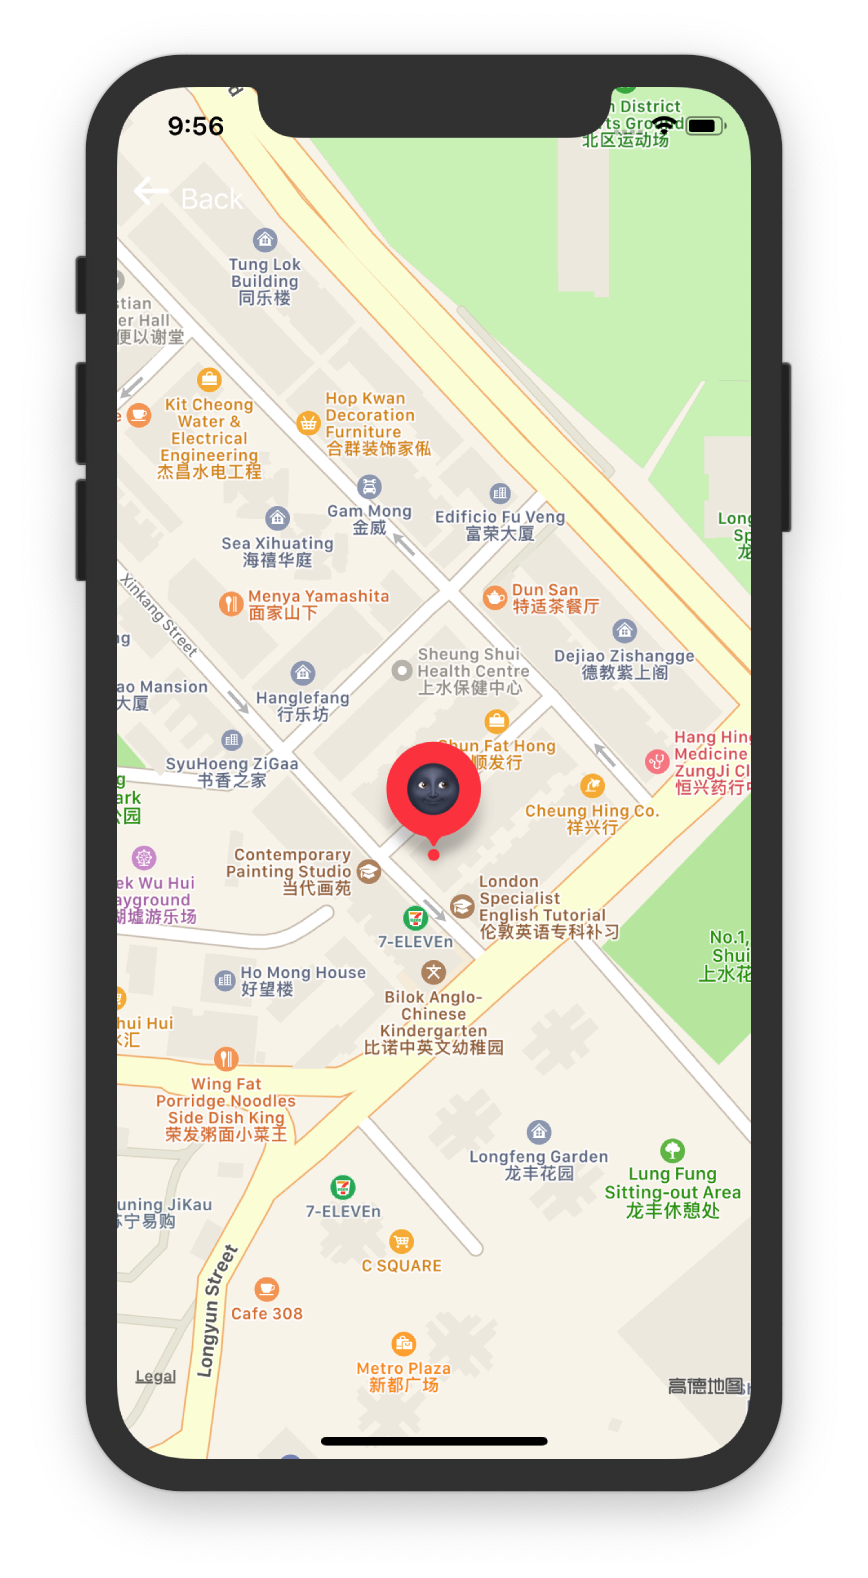 9:56
District
北区运动场
Back
Tung Lok
Building
同乐楼
er Hall
便以谢堂
Kit Cheong
Water &
Electrical
Engineering
杰昌水电工程
Hop Kwan
Decoration
Furniture
合群装饰家俬
Gam Mong
金威
Edificio Fu Veng
富荣大厦
Sea Xihuating
海禧华庭
Menya Yamashita
面家山下
Dun San
特适茶餐厅
Xinkang Street
Sheung Shui
Health Centre
上水保健中心
Dejiao Zishangge
德教紫上阁
ao Mansion
大厦
Hanglefang
行乐坊
SyuHoeng ZiGaa
书香之家
Shun Fat Hong
顺发行
Hang Hing
Medicine
ZungJi Cl
恒兴药行
Cheung Hing Co.
祥兴行
ark
公园
Contemporary
Painting Studio
当代画苑
ek Wu Hui
ayground
湖墟游乐场
London
Specialist
English Tutorial
伦敦英语专科补习
7-ELEVEn
No.1,
Shui
上水花
Ho Mong House
好望楼
Bilok Anglo-
Chinese
Kindergarten
比诺中英文幼稚园
hui Hui
水汇
Wing Fat
Porridge Noodles
Side Dish King
荣发粥面小菜王
Longfeng Garden
龙丰花园
Lung Fung
Sitting-out Area
龙丰休憩处
uning JiKau
苏宁易购
7-ELEVEn
C SQUARE
Longyun Street
Cafe 308
Metro Plaza
新都广场
Legal
高德地图